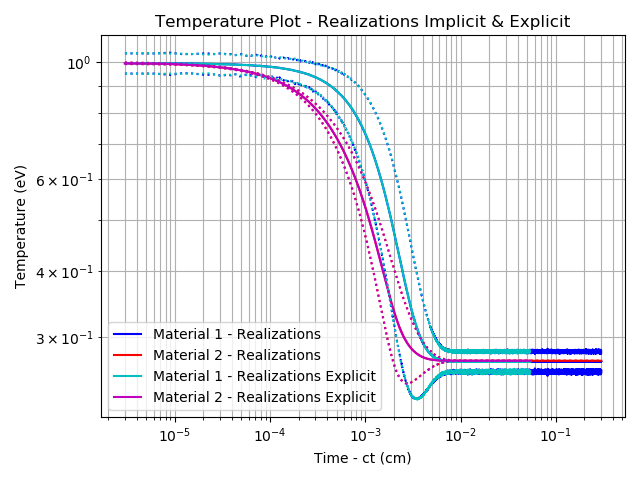 Temperature Plot - Realizations Implicit & Explicit
Temperature (eV)
10⁰
6 × 10⁻¹
4 × 10⁻¹
3 × 10⁻¹
Material 1 - Realizations
Material 2 - Realizations
Material 1 - Realizations Explicit
Material 2 - Realizations Explicit
10⁻⁵ 10⁻⁴ 10⁻³ 10⁻² 10⁻¹
Time - ct (cm)